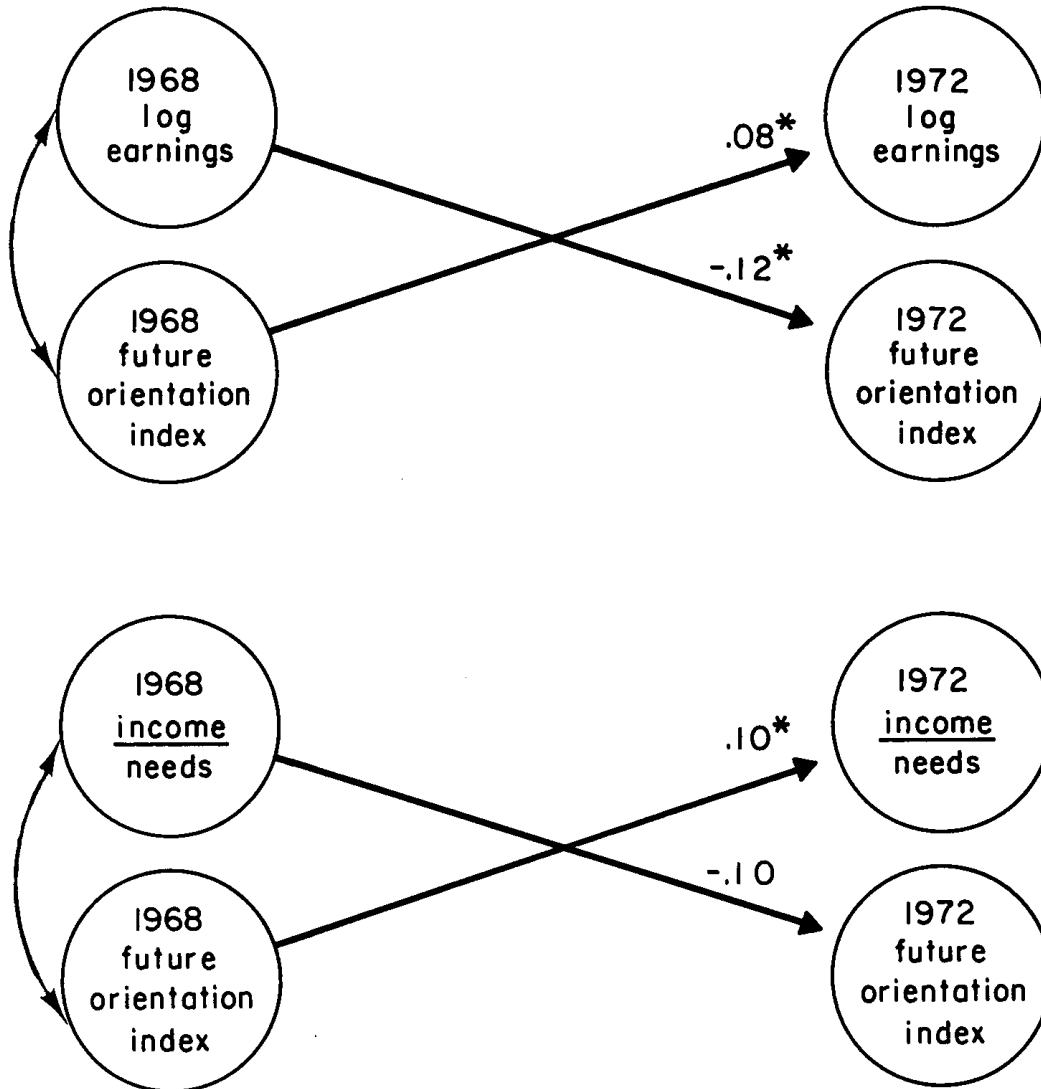 1968
log
earnings
1972
log
earnings
.08*
-.12*
1968
future
orientation
index
1972
future
orientation
index
1968
income/
needs
1972
income/
needs
.10*
-.10
1968
future
orientation
index
1972
future
orientation
index